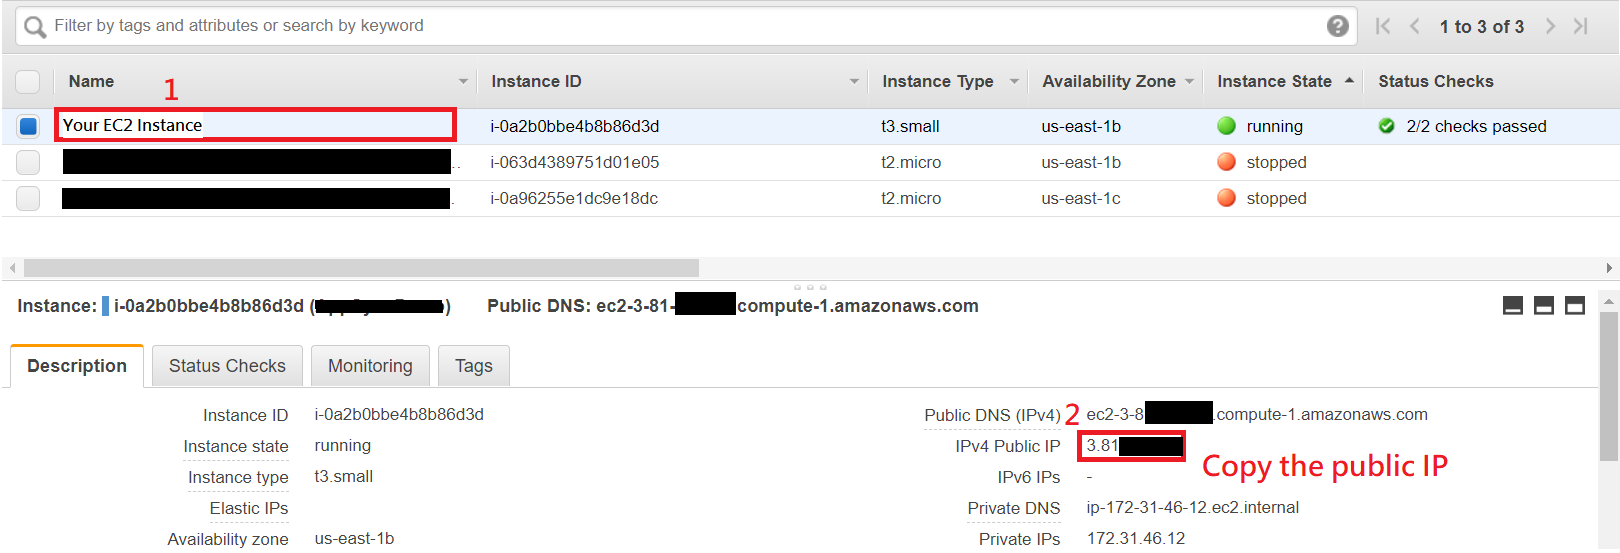 Filter by tags and attributes or search by keyword 1 to 3 of 3
Name 1 Instance ID Instance Type Availability Zone Instance State Status Checks
Your EC2 Instance i-0a2b0bbe4b8b86d3d t3.small us-east-1b running 2/2 checks passed
.. i-063d4389751d01e05 t2.micro us-east-1b stopped
. i-0a96255e1dc9e18dc t2.micro us-east-1c stopped
Instance: i-0a2b0bbe4b8b86d3d ( ) Public DNS: ec2-3-81- compute-1.amazonaws.com
Description Status Checks Monitoring Tags
Instance ID i-0a2b0bbe4b8b86d3d Public DNS (IPv4) 2 ec2-3-8 .compute-1.amazonaws.com
Instance state running IPv4 Public IP 3.81
Copy the public IP
Instance type t3.small IPv6 IPs -
Elastic IPs Private DNS ip-172-31-46-12.ec2.internal
Availability zone us-east-1b Private IPs 172.31.46.12